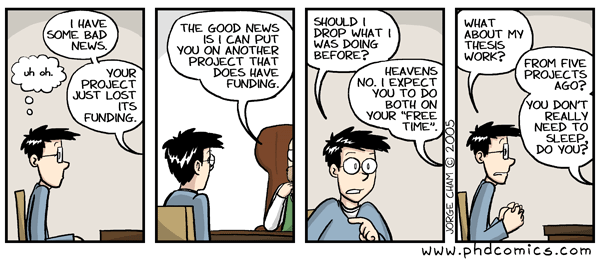 I HAVE
SOME BAD
NEWS.
uh oh.
YOUR
PROJECT
JUST LOST
ITS
FUNDING.
THE GOOD NEWS
IS I CAN PUT
YOU ON ANOTHER
PROJECT THAT
DOES HAVE
FUNDING.
SHOULD I
DROP WHAT I
WAS DOING
BEFORE?
HEAVENS
NO. I EXPECT
YOU TO DO
BOTH ON
YOUR "FREE
TIME".
JORGE CHAM © 2005
WHAT
ABOUT MY
THESIS
WORK?
FROM FIVE
PROJECTS
AGO?
YOU DON'T
REALLY
NEED TO
SLEEP,
DO YOU?
www.phdcomics.com